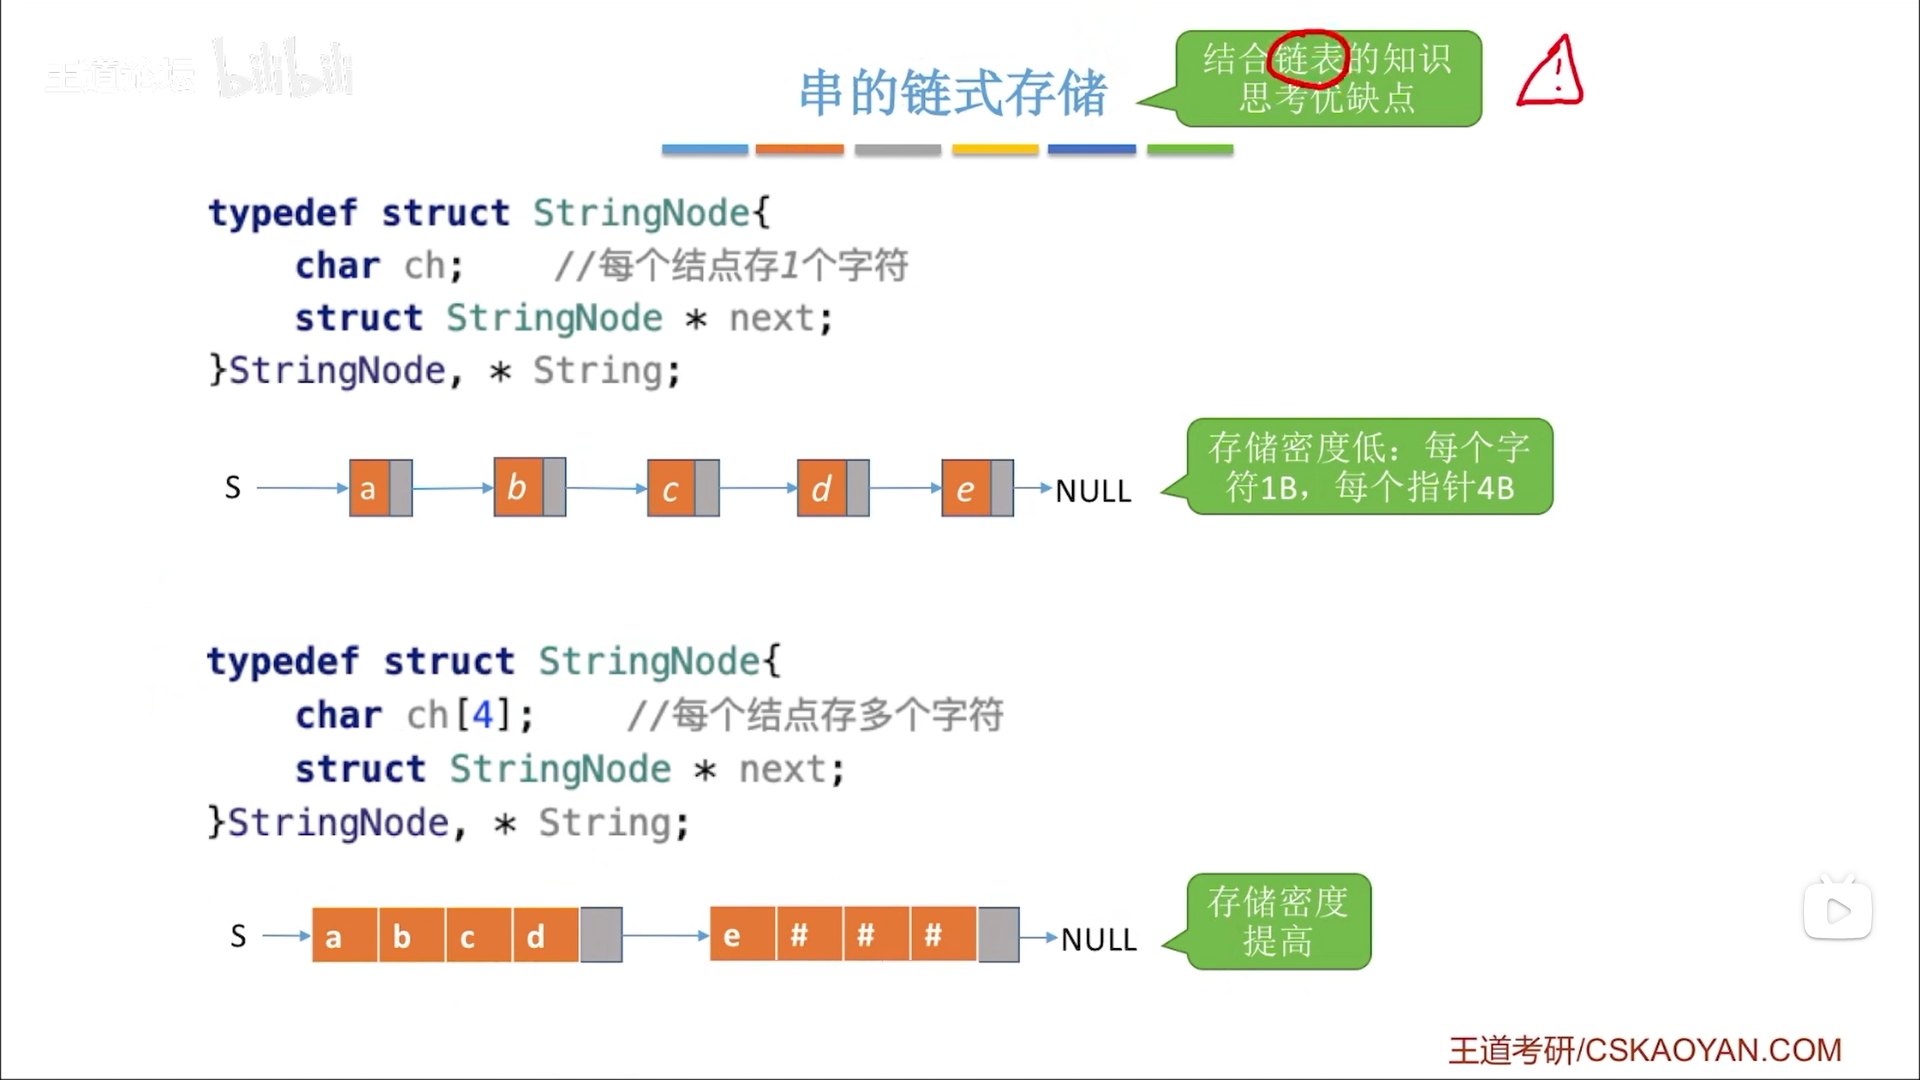 王道论坛 bilibili
串的链式存储
结合链表的知识
思考优缺点
typedef struct StringNode{
char ch; //每个结点存1个字符
struct StringNode * next;
}StringNode, * String;
S a b c d e NULL
存储密度低：每个字
符1B，每个指针4B
typedef struct StringNode{
char ch[4]; //每个结点存多个字符
struct StringNode * next;
}StringNode, * String;
S a b c d e # # # NULL
存储密度
提高
王道考研/CSKAOYAN.COM